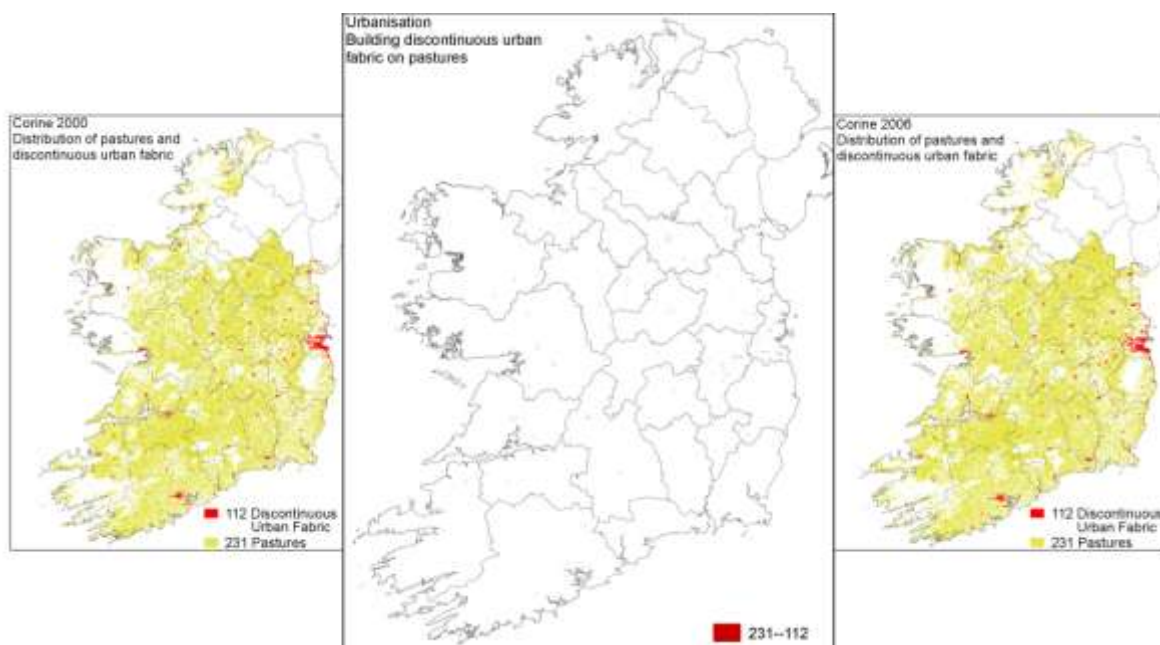 Corine 2000
Distribution of pastures and
discontinuous urban fabric
112 Discontinuous
Urban Fabric
231 Pastures
Urbanisation
Building discontinuous urban
fabric on pastures
231--112
Corine 2006
Distribution of pastures and
discontinuous urban fabric
112 Discontinuous
Urban Fabric
231 Pastures